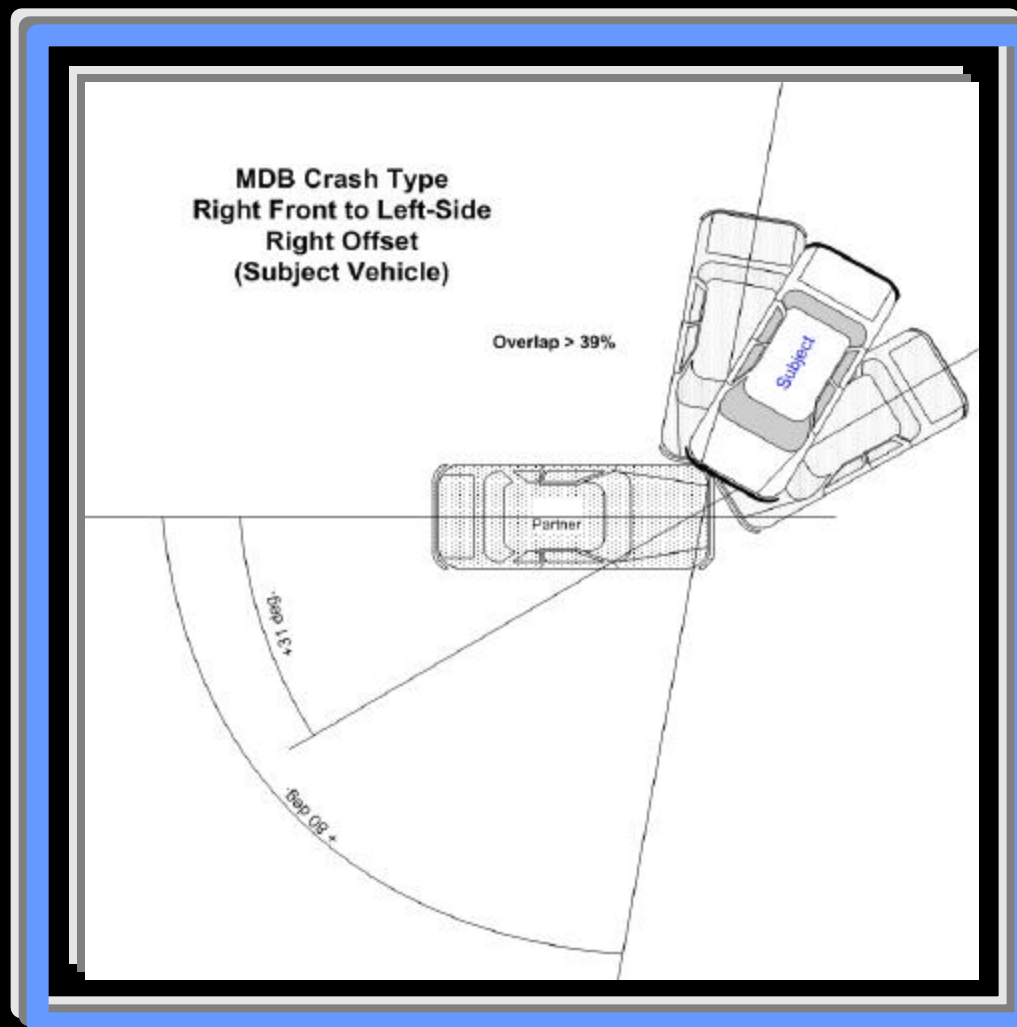 MDB Crash Type
Right Front to Left-Side
Right Offset
(Subject Vehicle)
Overlap > 39%
Subject
Partner
+31 deg.
+ 80 deg.